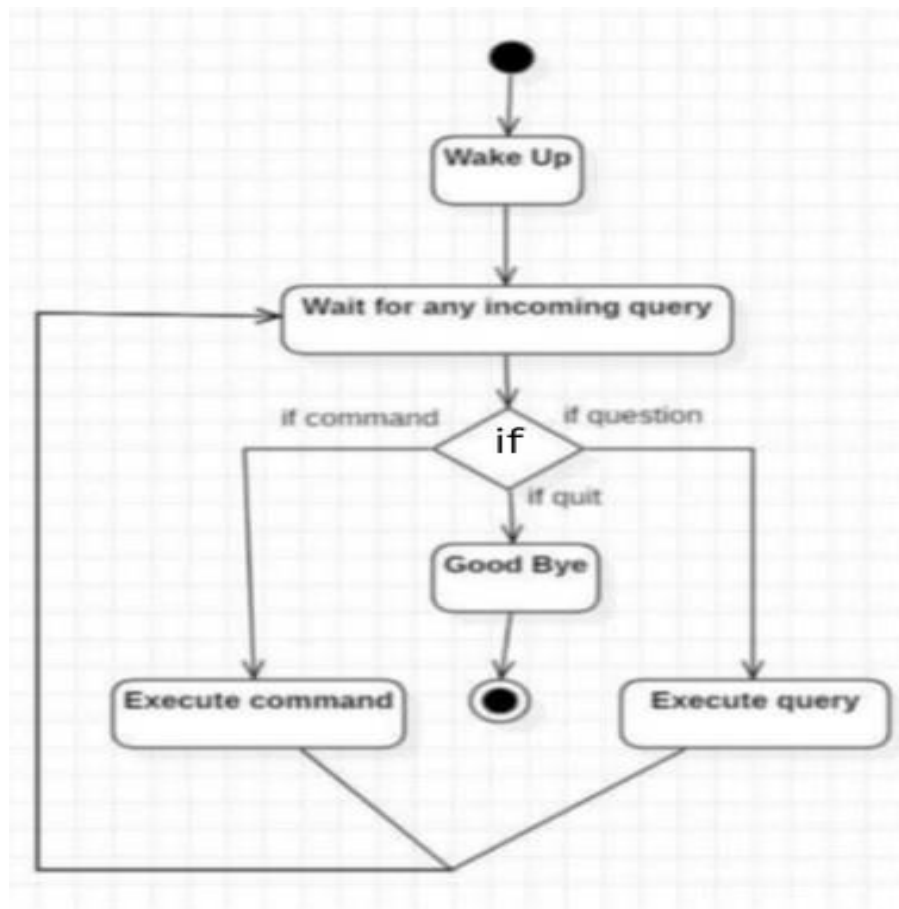 Wake Up
Wait for any incoming query
if command
if question
if
if quit
Good Bye
Execute command
Execute query